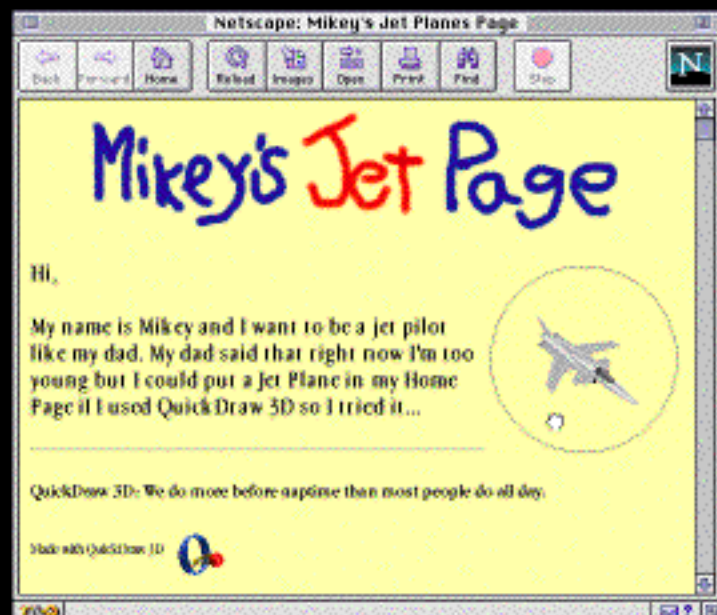 Netscape: Mikey's Jet Planes Page
Back Forward Home Reload Images Open Print Find Stop
N
Mikey's Jet Page
Hi,
My name is Mikey and I want to be a jet pilot
like my dad. My dad said that right now I'm too
young but I could put a Jet Plane in my Home
Page if I used QuickDraw 3D so I tried it...
QuickDraw 3D: We do more before naptime than most people do all day.
Made with QuickDraw 3D
?